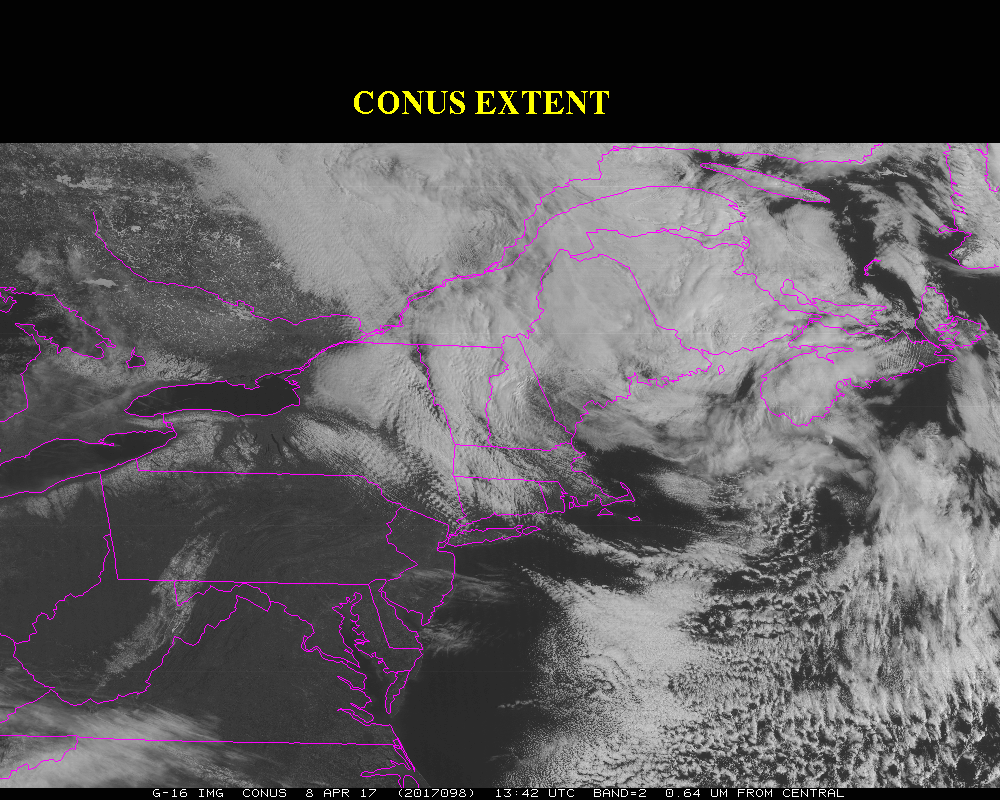 CONUS EXTENT
G-16 IMG CONUS 8 APR 17 (2017098) 13:42 UTC BAND=2 0.64 UM FROM CENTRAL